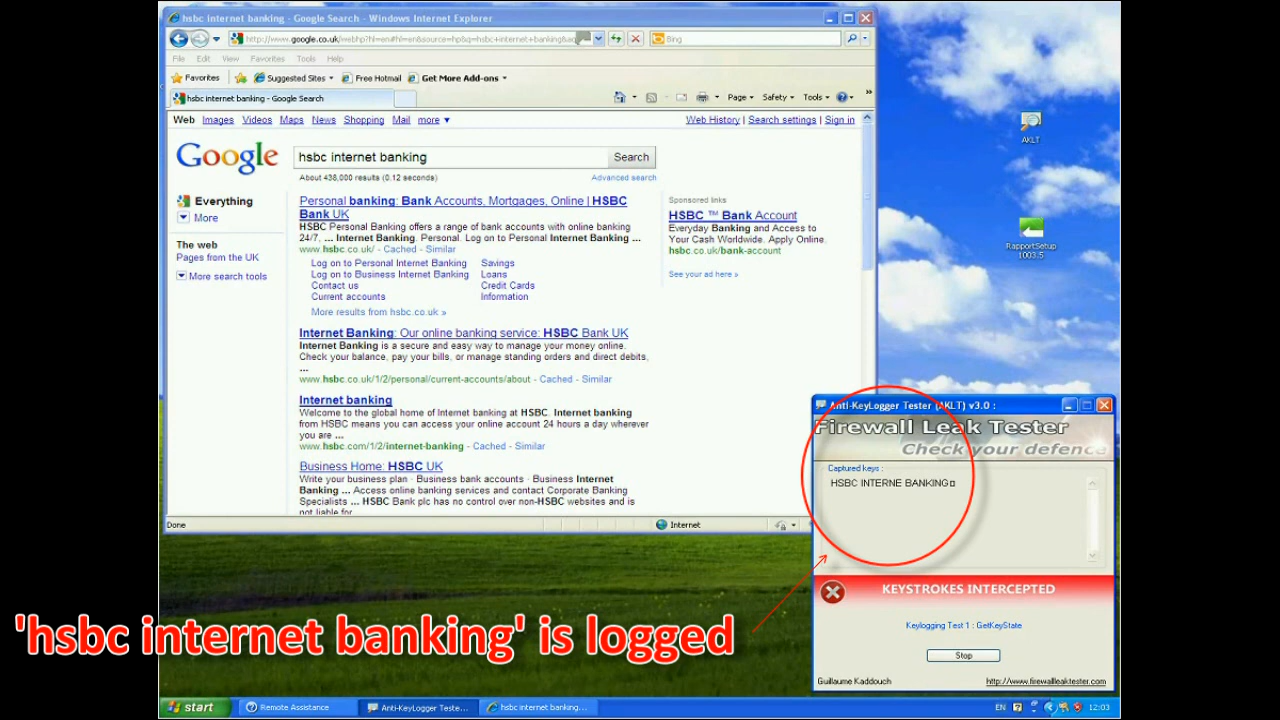 hsbc internet banking - Google Search - Windows Internet Explorer
Bing
File Edit View Favorites Tools Help
Favorites Suggested Sites Free Hotmail Get More Add-ons
hsbc internet banking - Google Search
Page Safety Tools »
Web Images Videos Maps News Shopping Mail more ▼
Web History | Search settings | Sign in
Google
hsbc internet banking
Search
About 438,000 results (0.12 seconds)
Advanced search
Everything
More
The web
Pages from the UK
More search tools
Personal banking: Bank Accounts, Mortgages, Online | HSBC
Bank UK
HSBC Personal Banking offers a range of bank accounts with online banking
24/7, ... Internet Banking. Personal. Log on to Personal Internet Banking ...
www.hsbc.co.uk/ - Cached - Similar
Log on to Personal Internet Banking Savings
Log on to Business Internet Banking Loans
Contact us Credit Cards
Current accounts Information
More results from hsbc.co.uk »
Internet Banking: Our online banking service: HSBC Bank UK
Internet Banking is a secure and easy way to manage your money online.
Check your balance, pay your bills, or manage standing orders and direct debits,
...
www.hsbc.co.uk/1/2/personal/current-accounts/about - Cached - Similar
Internet banking
Welcome to the global home of Internet banking at HSBC. Internet banking
from HSBC means you can access your online account 24 hours a day wherever
you are ...
www.hsbc.com/1/2/internet-banking - Cached - Similar
Business Home: HSBC UK
Write your business plan · Business bank accounts · Business Internet
Banking ... Access online banking services and contact Corporate Banking
Specialists ... HSBC Bank plc has no control over non-HSBC websites and is
not liable for
Sponsored links
HSBC ™ Bank Account
Everyday Banking and Access to
Your Cash Worldwide. Apply Online.
hsbc.co.uk/bank-account
See your ad here »
Done
Internet
AKLT
RapportSetup
1003.5
Anti-KeyLogger Tester (AKLT) v3.0 :
Firewall Leak Tester
Check your defence
Captured keys :
HSBC INTERNE BANKING
KEYSTROKES INTERCEPTED
Keylogging Test 1 : GetKeyState
Stop
Guillaume Kaddouch
http://www.firewallleaktester.com
'hsbc internet banking' is logged
start
Remote Assistance
Anti-KeyLogger Teste...
hsbc internet banking...
EN
12:03